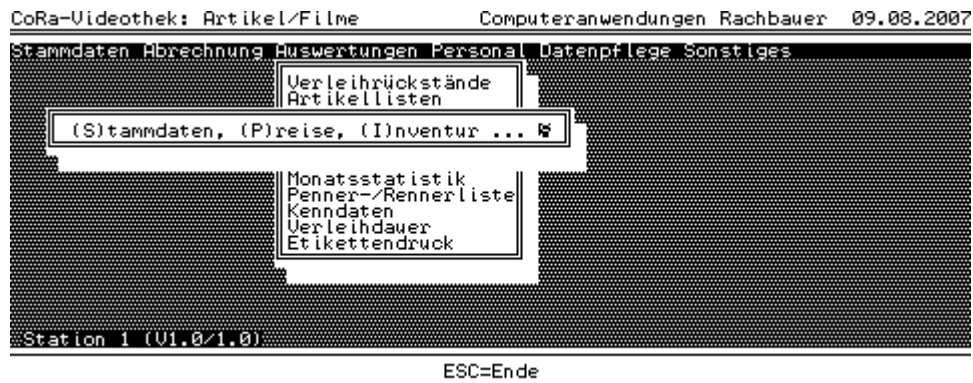 CoRa-Videothek: Artikel/Filme Computeranwendungen Rachbauer 09.08.2007
Stammdaten Abrechnung Auswertungen Personal Datenpflege Sonstiges
Verleihrückstände
Artikellisten
(S)tammdaten, (P)reise, (I)nventur ...
Monatsstatistik
Penner-/Rennerliste
Kenndaten
Verleihdauer
Etikettendruck
Station 1 (V1.0/1.0)
ESC=Ende